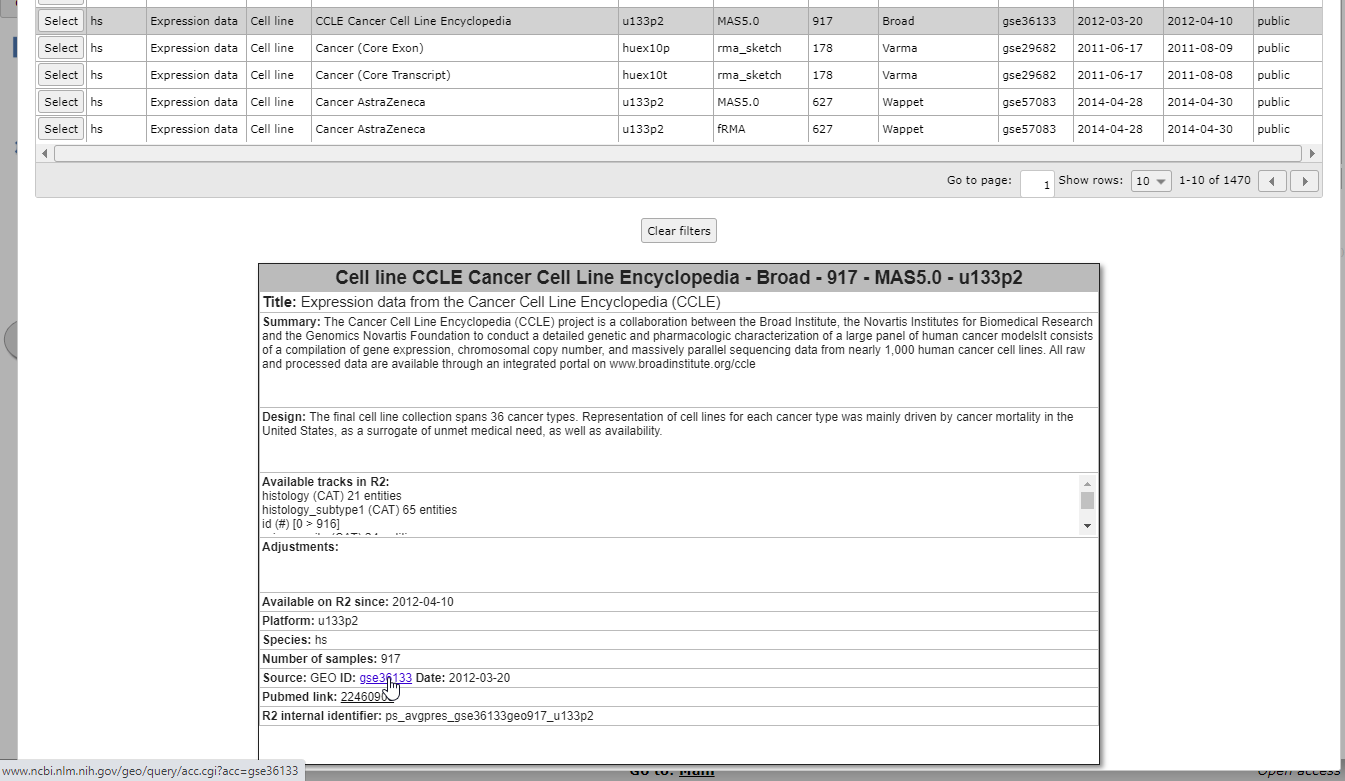 Select hs Expression data Cell line CCLE Cancer Cell Line Encyclopedia u133p2 MAS5.0 917 Broad gse36133 2012-03-20 2012-04-10 public
Select hs Expression data Cell line Cancer (Core Exon) huex10p rma_sketch 178 Varma gse29682 2011-06-17 2011-08-09 public
Select hs Expression data Cell line Cancer (Core Transcript) huex10t rma_sketch 178 Varma gse29682 2011-06-17 2011-08-08 public
Select hs Expression data Cell line Cancer AstraZeneca u133p2 MAS5.0 627 Wappet gse57083 2014-04-28 2014-04-30 public
Select hs Expression data Cell line Cancer AstraZeneca u133p2 fRMA 627 Wappet gse57083 2014-04-28 2014-04-30 public
Go to page: 1 Show rows: 10 1-10 of 1470
Clear filters
Cell line CCLE Cancer Cell Line Encyclopedia - Broad - 917 - MAS5.0 - u133p2
Title: Expression data from the Cancer Cell Line Encyclopedia (CCLE)
Summary: The Cancer Cell Line Encyclopedia (CCLE) project is a collaboration between the Broad Institute, the Novartis Institutes for Biomedical Research
and the Genomics Novartis Foundation to conduct a detailed genetic and pharmacologic characterization of a large panel of human cancer modelsIt consists
of a compilation of gene expression, chromosomal copy number, and massively parallel sequencing data from nearly 1,000 human cancer cell lines. All raw
and processed data are available through an integrated portal on www.broadinstitute.org/ccle
Design: The final cell line collection spans 36 cancer types. Representation of cell lines for each cancer type was mainly driven by cancer mortality in the
United States, as a surrogate of unmet medical need, as well as availability.
Available tracks in R2:
histology (CAT) 21 entities
histology_subtype1 (CAT) 65 entities
id (#) [0 > 916]
Adjustments:
Available on R2 since: 2012-04-10
Platform: u133p2
Species: hs
Number of samples: 917
Source: GEO ID: gse36133 Date: 2012-03-20
Pubmed link:
R2 internal identifier: ps_avgpres_gse36133geo917_u133p2
www.ncbi.nlm.nih.gov/geo/query/acc.cgi?acc=gse36133
Go to: Main
Open access